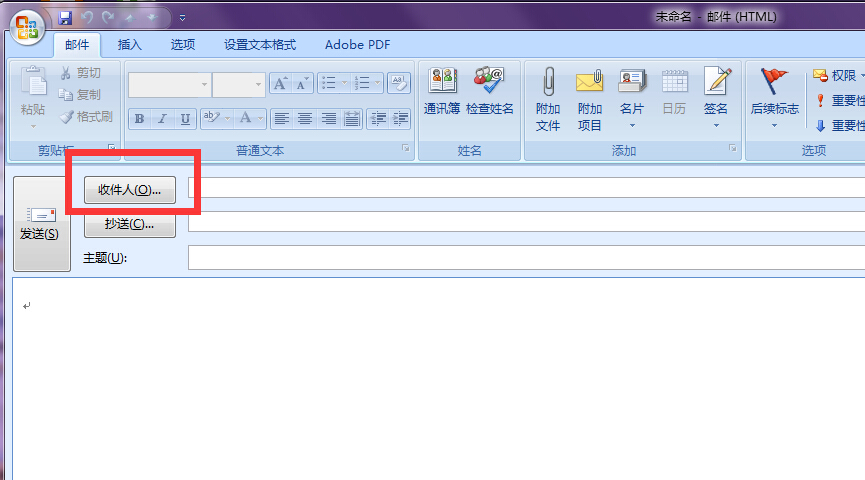 未命名 - 邮件 (HTML)
邮件 插入 选项 设置文本格式 Adobe PDF
粘贴
剪切
复制
格式刷
剪贴板
B I U ab A
普通文本
通讯簿 检查姓名
姓名
附加文件 附加项目 名片 日历 签名
添加
后续标志
权限
重要性
重要性
选项
发送(S)
收件人(O)...
抄送(C)...
主题(U):